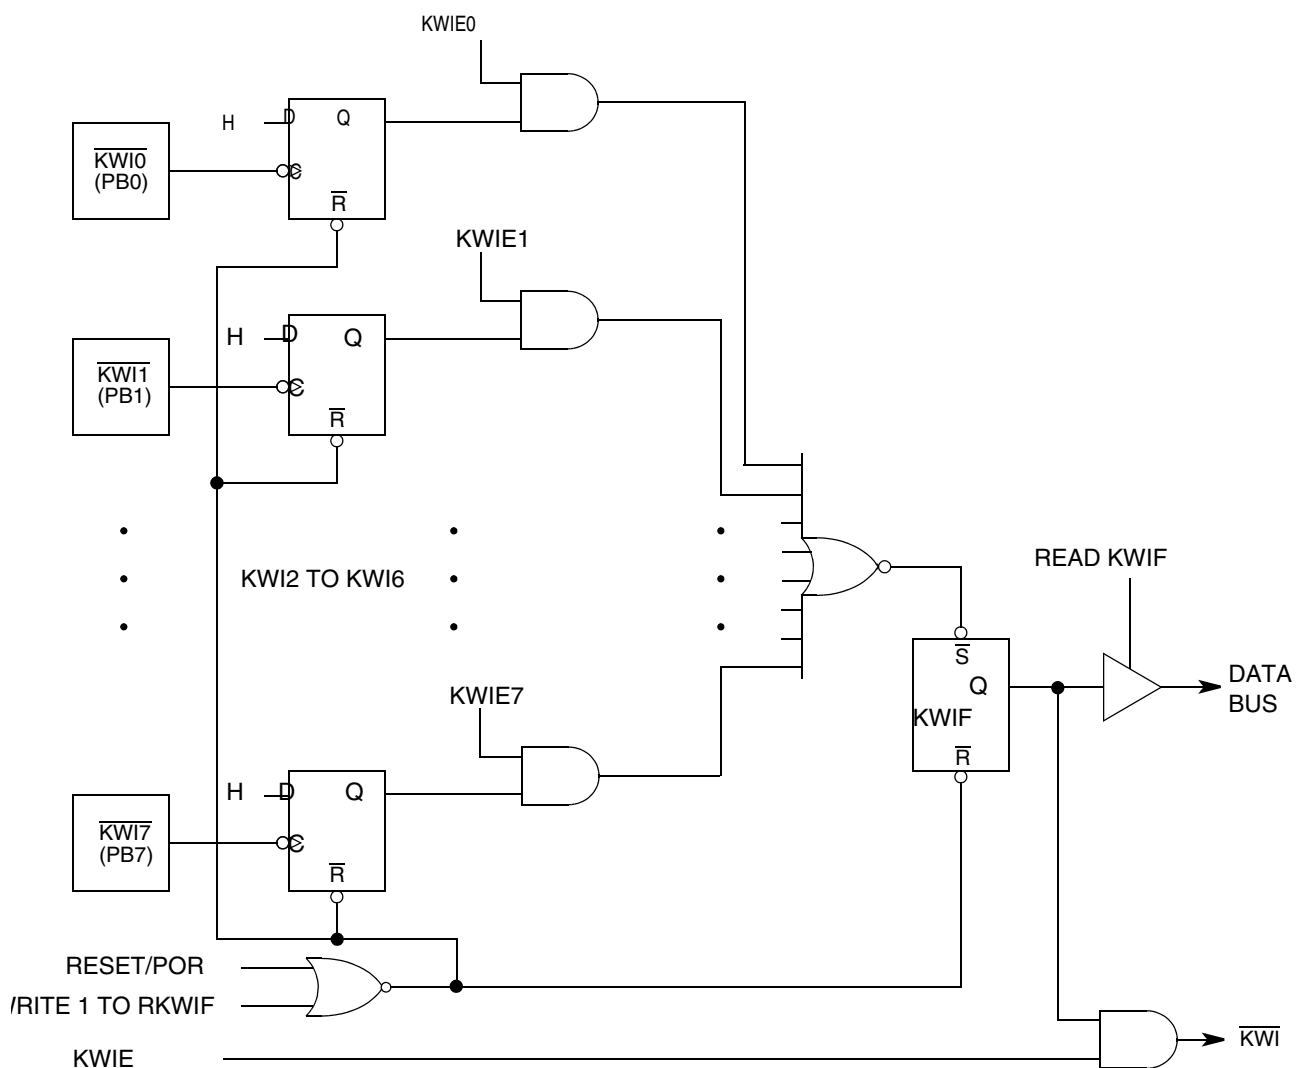 KWIE0
H
D
Q
KWI0
(PB0)
C
R
KWIE1
H
D
Q
KWI1
(PB1)
C
R
KWI2 TO KWI6
READ KWIF
S
Q
DATA
BUS
KWIF
R
KWIE7
H
D
Q
KWI7
(PB7)
C
R
RESET/POR
/RITE 1 TO RKWIF
KWIE
KWI